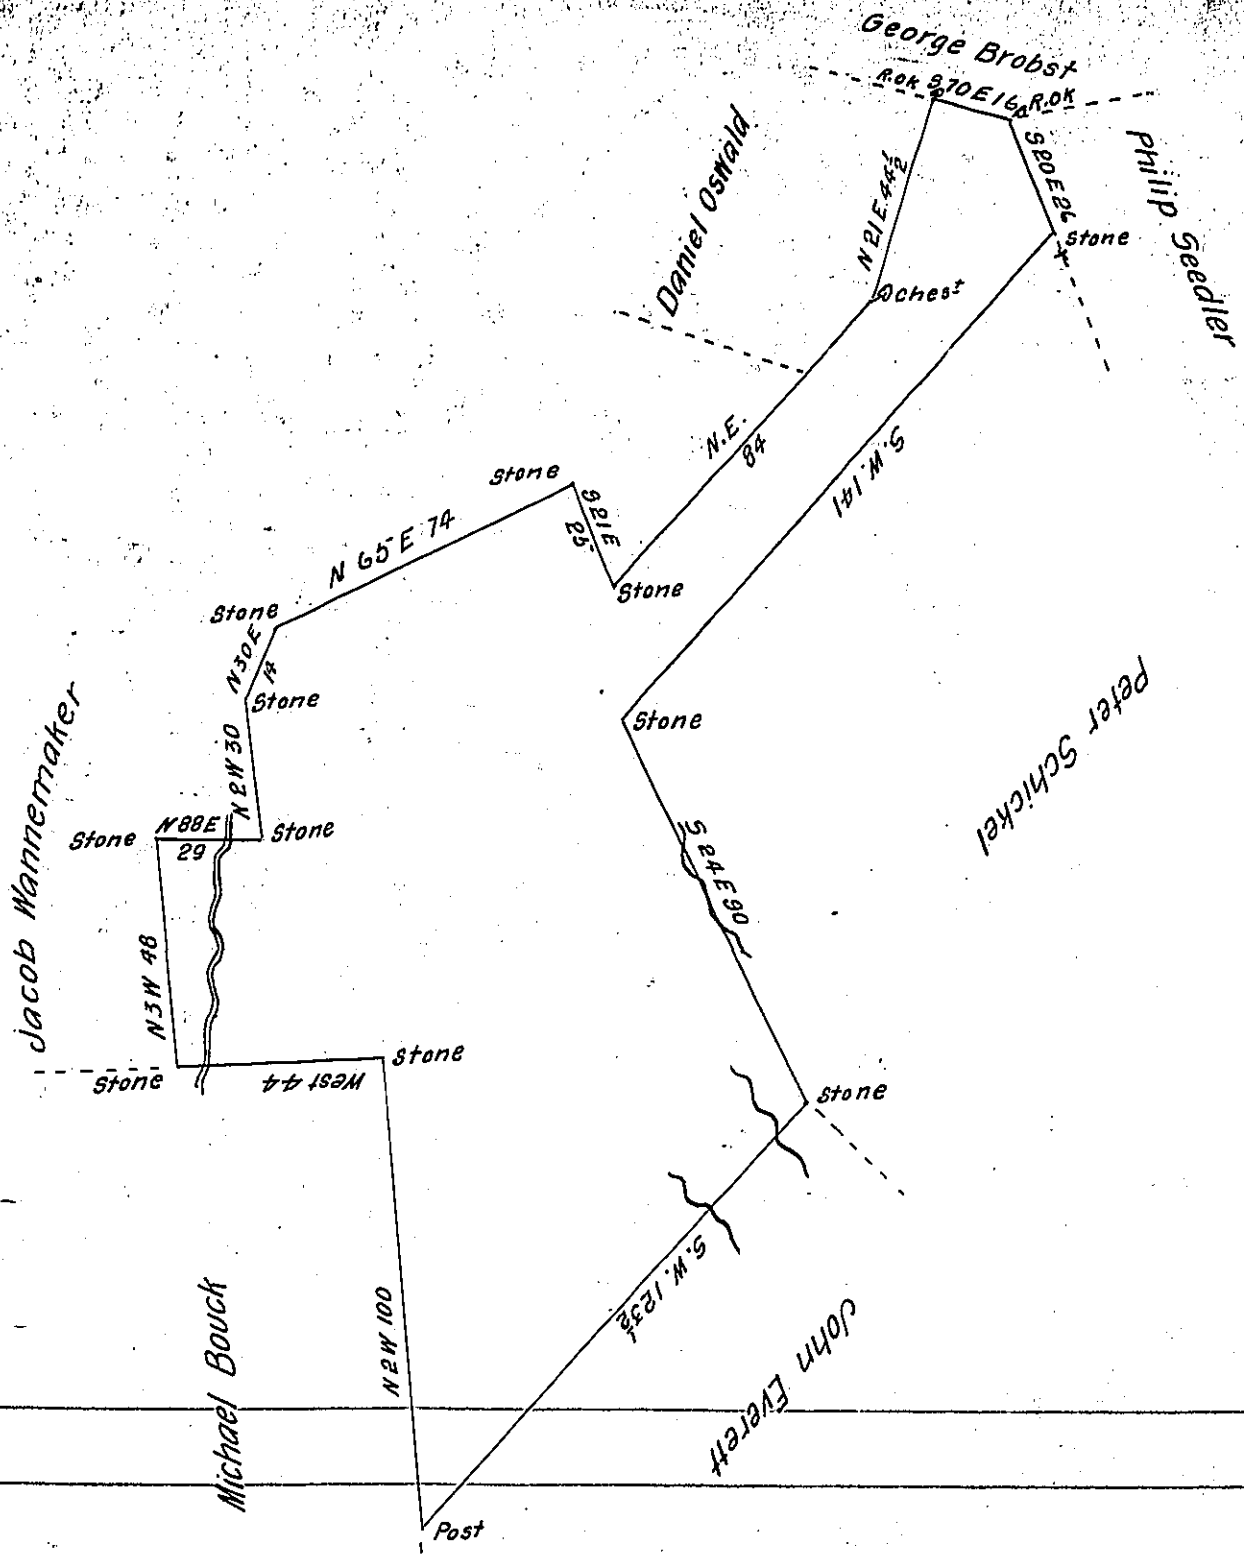 George Brobst
R.OK S70E16 R.OK
S20E26
Philip Seedler
Stone
Daniel Oswald
N21E44½
Chest
N.E.
84
S.W. 141
Stone
S21E
25
Stone
N65E74
Stone
N30E
14
Stone
Stone
Peter Schickel
Jacob Wannemaker
N2W30
Stone
N88E
29
Stone
S24E90
N3W48
Stone
West 44
Stone
Stone
S.W. 123½
John Everett
N2W100
Michael Bouck
Post